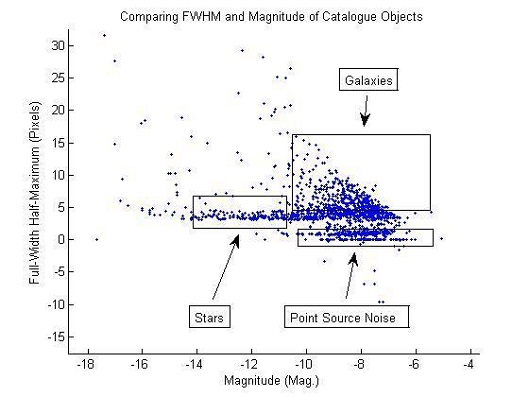 Comparing FWHM and Magnitude of Catalogue Objects
Full-Width Half-Maximum (Pixels)
30
25
20
15
10
5
0
-5
-10
-15
Galaxies
Stars
Point Source Noise
-18 -16 -14 -12 -10 -8 -6 -4
Magnitude (Mag.)